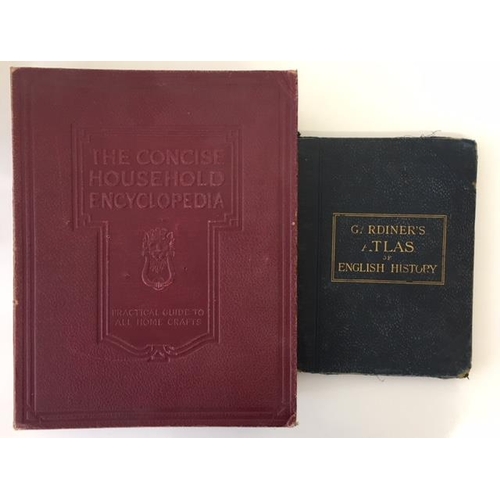 THE CONCISE
HOUSEHOLD
ENCYCLOPEDIA
PRACTICAL GUIDE TO
ALL HOME CRAFTS
GARDINER'S
ATLAS
OF
ENGLISH HISTORY